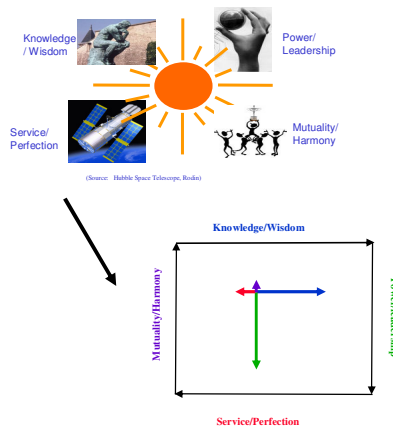 Knowledge
/ Wisdom
Power/
Leadership
Service/
Perfection
Mutuality/
Harmony
(Source: Hubble Space Telescope, Rodin)
Knowledge/Wisdom
Mutuality/Harmony
Service/Perfection